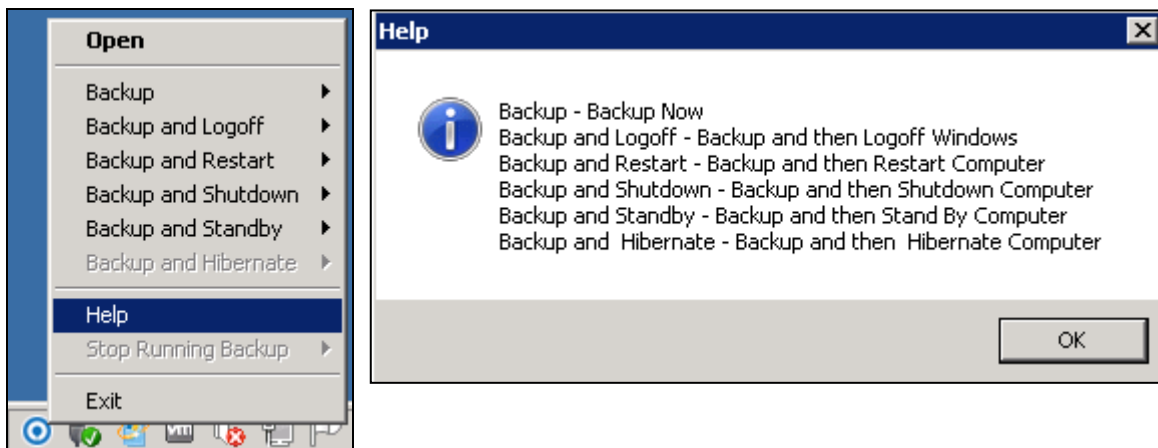 Open
Backup
Backup and Logoff
Backup and Restart
Backup and Shutdown
Backup and Standby
Backup and Hibernate
Help
Stop Running Backup
Exit
Help
Backup - Backup Now
Backup and Logoff - Backup and then Logoff Windows
Backup and Restart - Backup and then Restart Computer
Backup and Shutdown - Backup and then Shutdown Computer
Backup and Standby - Backup and then Stand By Computer
Backup and  Hibernate - Backup and then  Hibernate Computer
OK